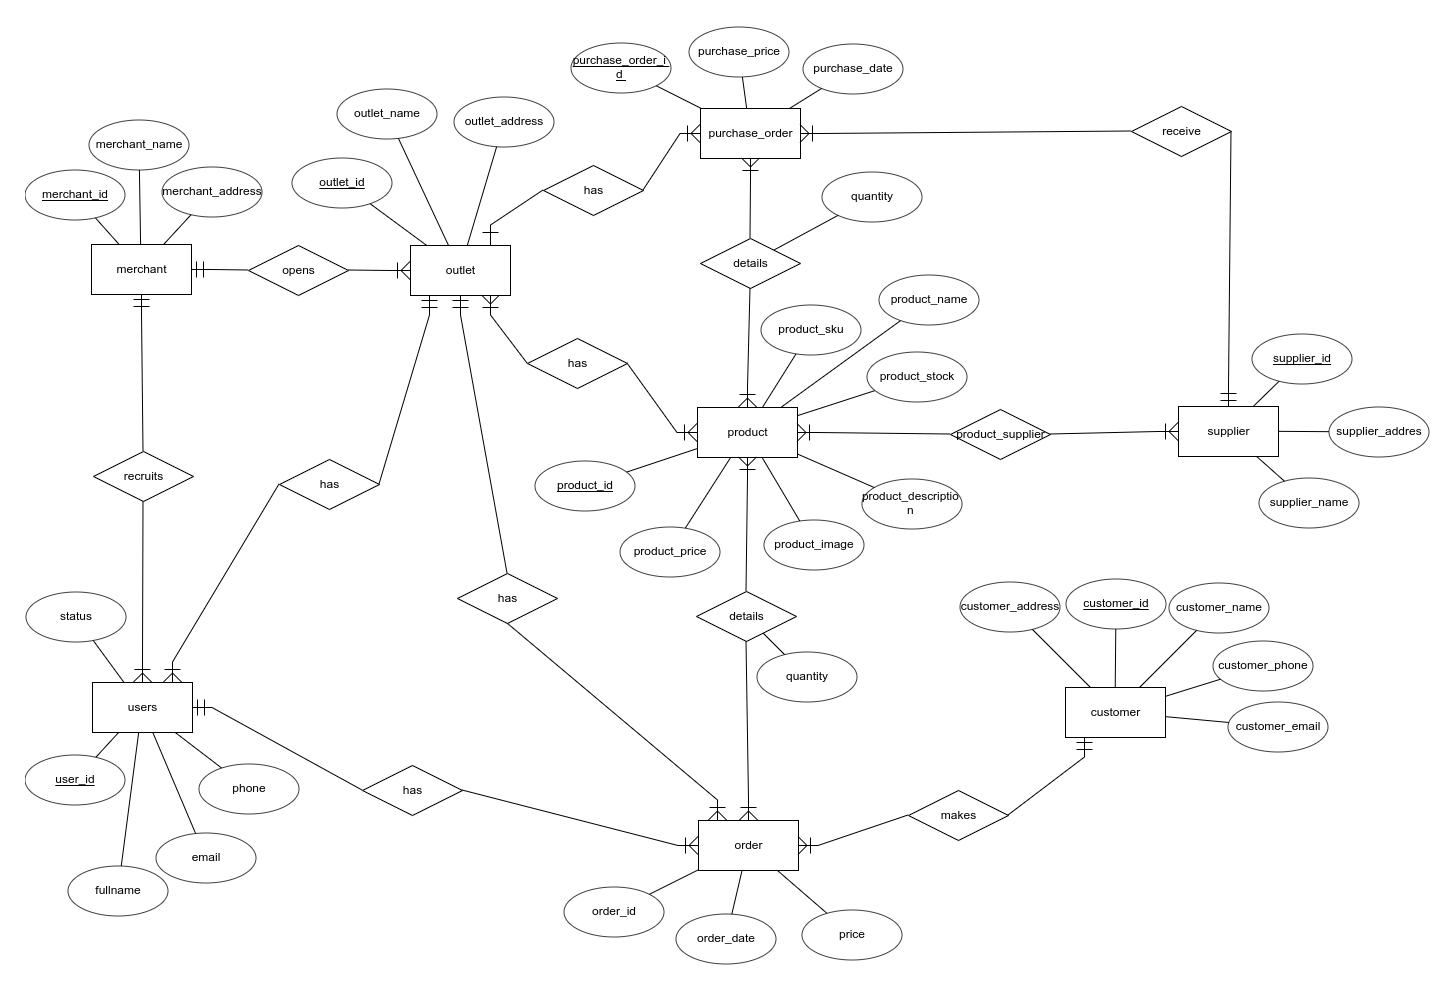 purchase_price
purchase_order_i
d
purchase_date
outlet_name
outlet_address
purchase_order
receive
merchant_name
merchant_id
merchant_address
outlet_id
has
quantity
merchant
opens
outlet
details
product_name
product_sku
supplier_id
has
product_stock
product
product_supplier
supplier
supplier_addres
recruits
has
product_id
product_descriptio
n
supplier_name
product_price
product_image
has
details
customer_address
customer_id
customer_name
status
customer_phone
quantity
users
customer
customer_email
user_id
phone
has
makes
email
order
fullname
order_id
order_date
price